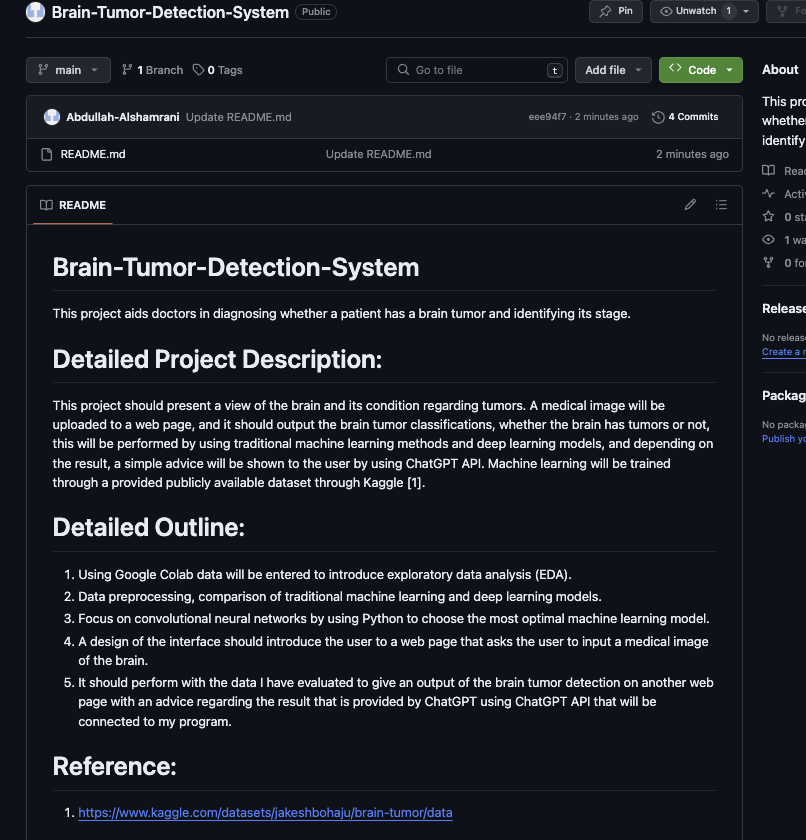 Brain-Tumor-Detection-System Public Pin Unwatch 1
main 1 Branch 0 Tags Go to file t Add file Code About
Abdullah-Alshamrani Update README.md eee94f7 · 2 minutes ago 4 Commits
README.md Update README.md 2 minutes ago
README
Brain-Tumor-Detection-System
This project aids doctors in diagnosing whether a patient has a brain tumor and identifying its stage.
Detailed Project Description:
This project should present a view of the brain and its condition regarding tumors. A medical image will be
uploaded to a web page, and it should output the brain tumor classifications, whether the brain has tumors or not,
this will be performed by using traditional machine learning methods and deep learning models, and depending on
the result, a simple advice will be shown to the user by using ChatGPT API. Machine learning will be trained
through a provided publicly available dataset through Kaggle [1].
Detailed Outline:
1. Using Google Colab data will be entered to introduce exploratory data analysis (EDA).
2. Data preprocessing, comparison of traditional machine learning and deep learning models.
3. Focus on convolutional neural networks by using Python to choose the most optimal machine learning model.
4. A design of the interface should introduce the user to a web page that asks the user to input a medical image
of the brain.
5. It should perform with the data I have evaluated to give an output of the brain tumor detection on another web
page with an advice regarding the result that is provided by ChatGPT using ChatGPT API that will be
connected to my program.
Reference:
1. https://www.kaggle.com/datasets/jakeshbohaju/brain-tumor/data
This pro
whether
identify
Read
Activ
0 sta
1 wa
0 for
Release
No releas
Create a r
Packag
No packa
Publish yo